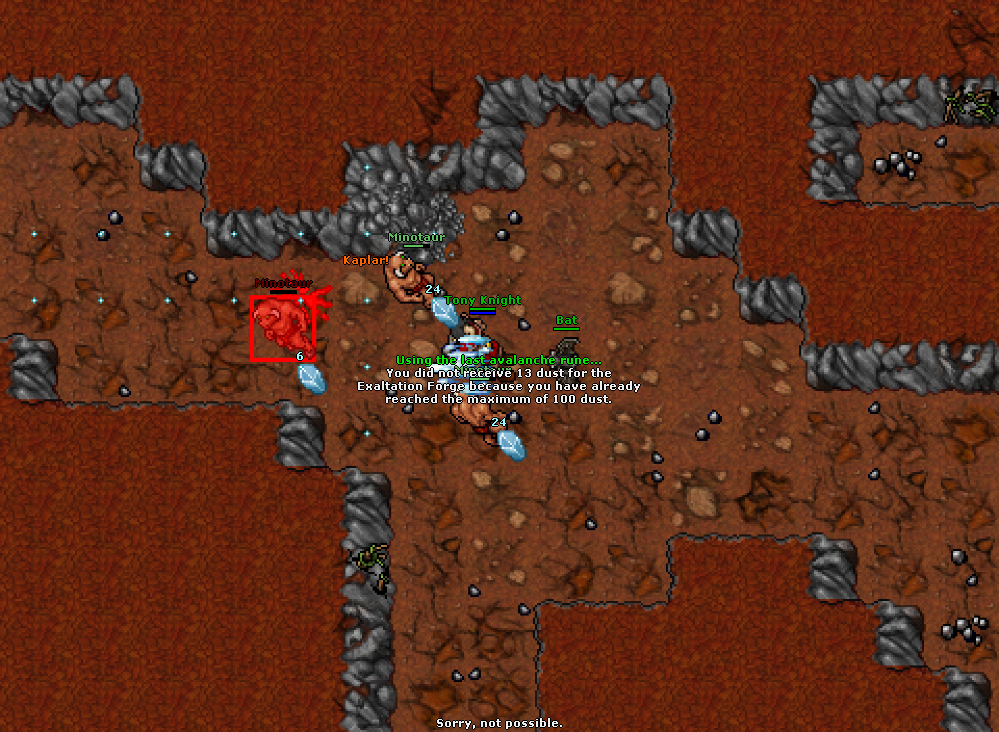 Minotaur
Kaplar!
Minotaur
24
Tony Knight
Bat
6
Using the last avalanche rune...
You did not receive 13 dust for the
Exaltation Forge because you have already
reached the maximum of 100 dust.
24
Sorry, not possible.